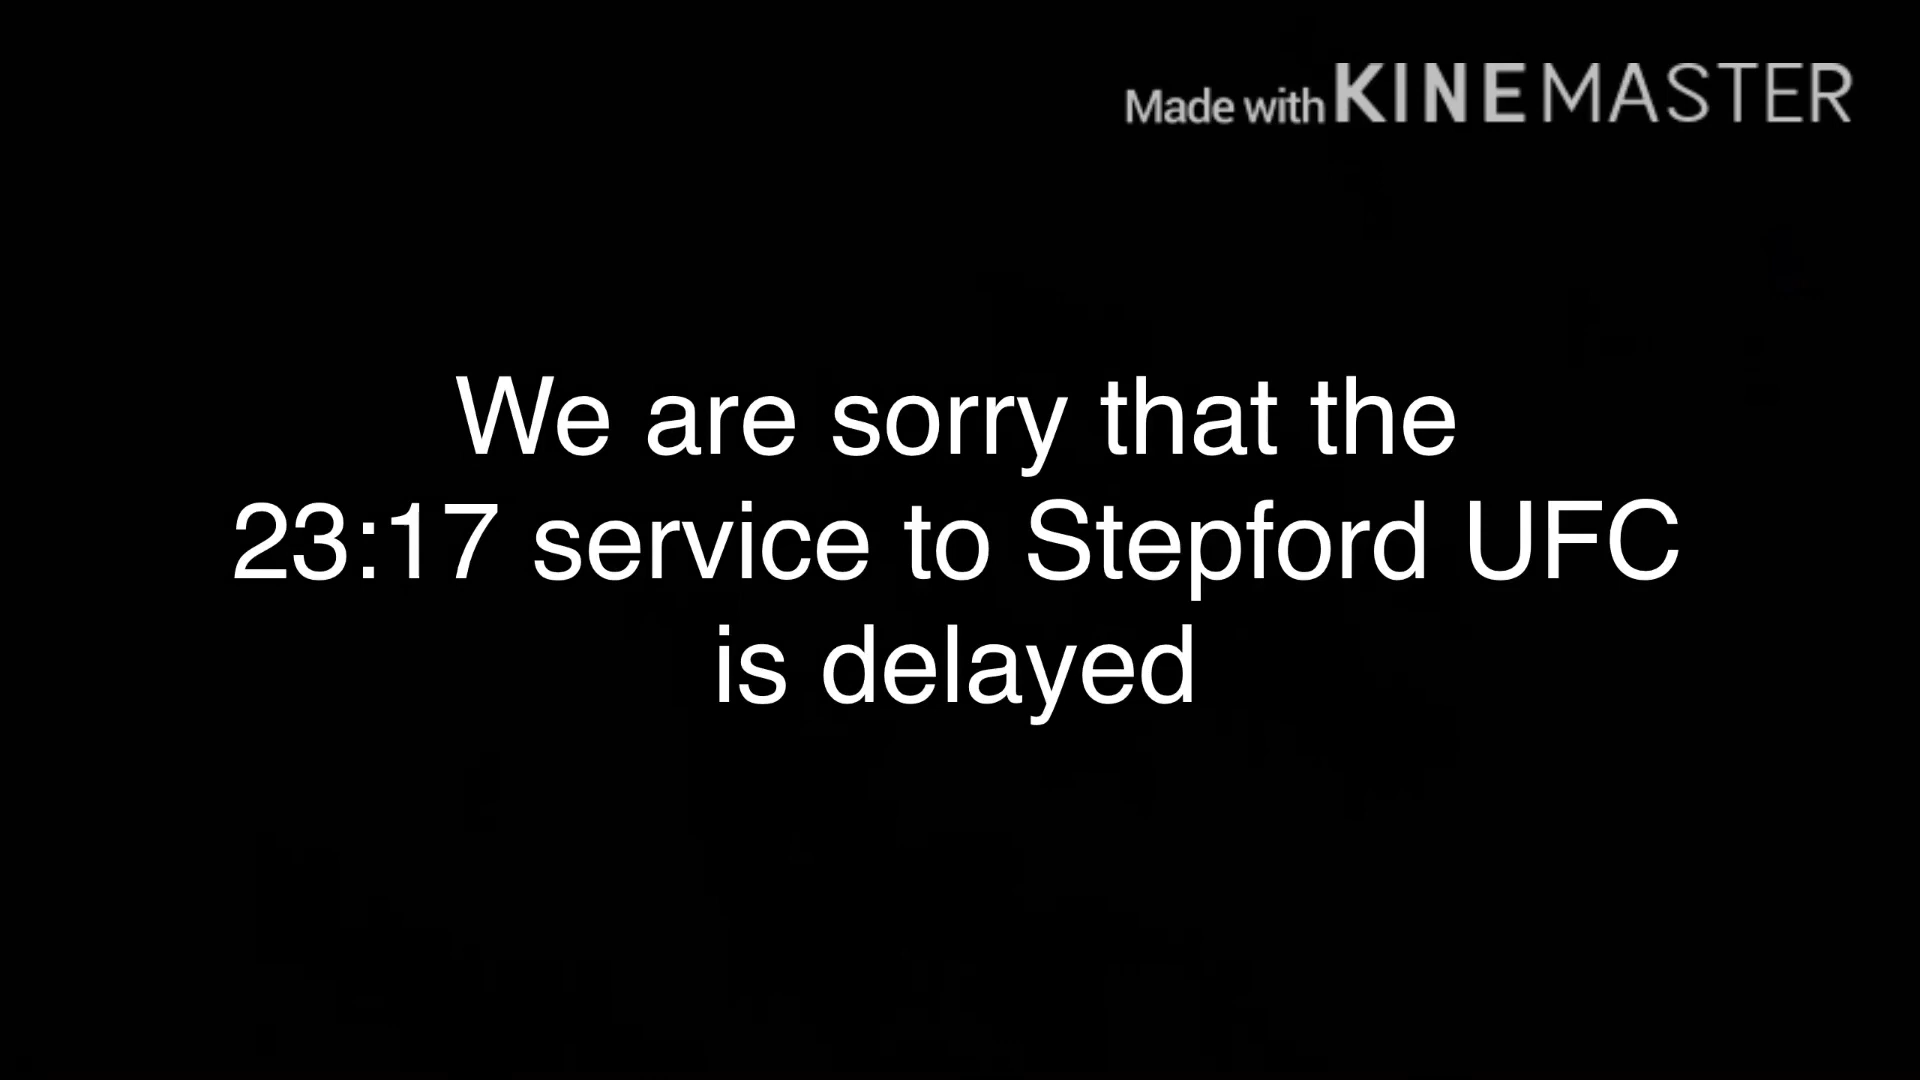 Made with KINEMASTER
We are sorry that the
23:17 service to Stepford UFC
is delayed